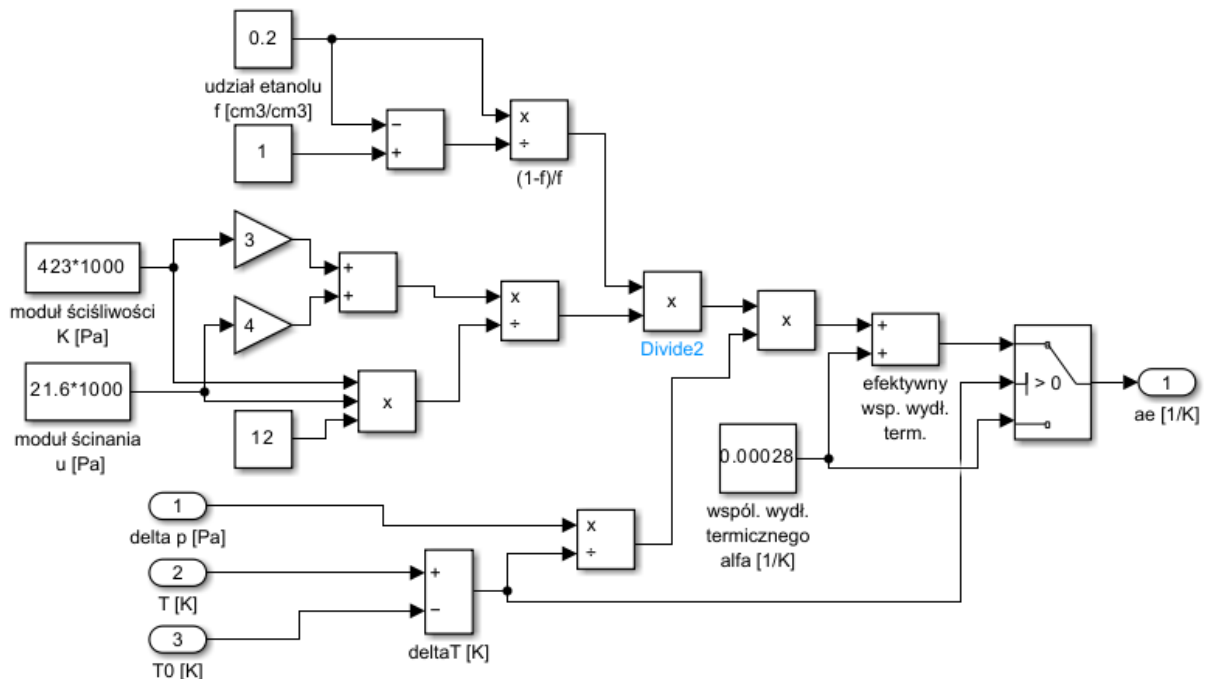 0.2
udział etanolu
f [cm3/cm3]
1
−
+
x
÷
(1-f)/f
423*1000
moduł ściśliwości
K [Pa]
3
4
+
+
x
÷
x
Divide2
x
+
+
efektywny
wsp. wydł.
term.
> 0
1
ae [1/K]
21.6*1000
moduł ścinania
u [Pa]
12
x
0.00028
wspól. wydł.
termicznego
alfa [1/K]
1
delta p [Pa]
x
÷
2
T [K]
3
T0 [K]
+
−
deltaT [K]